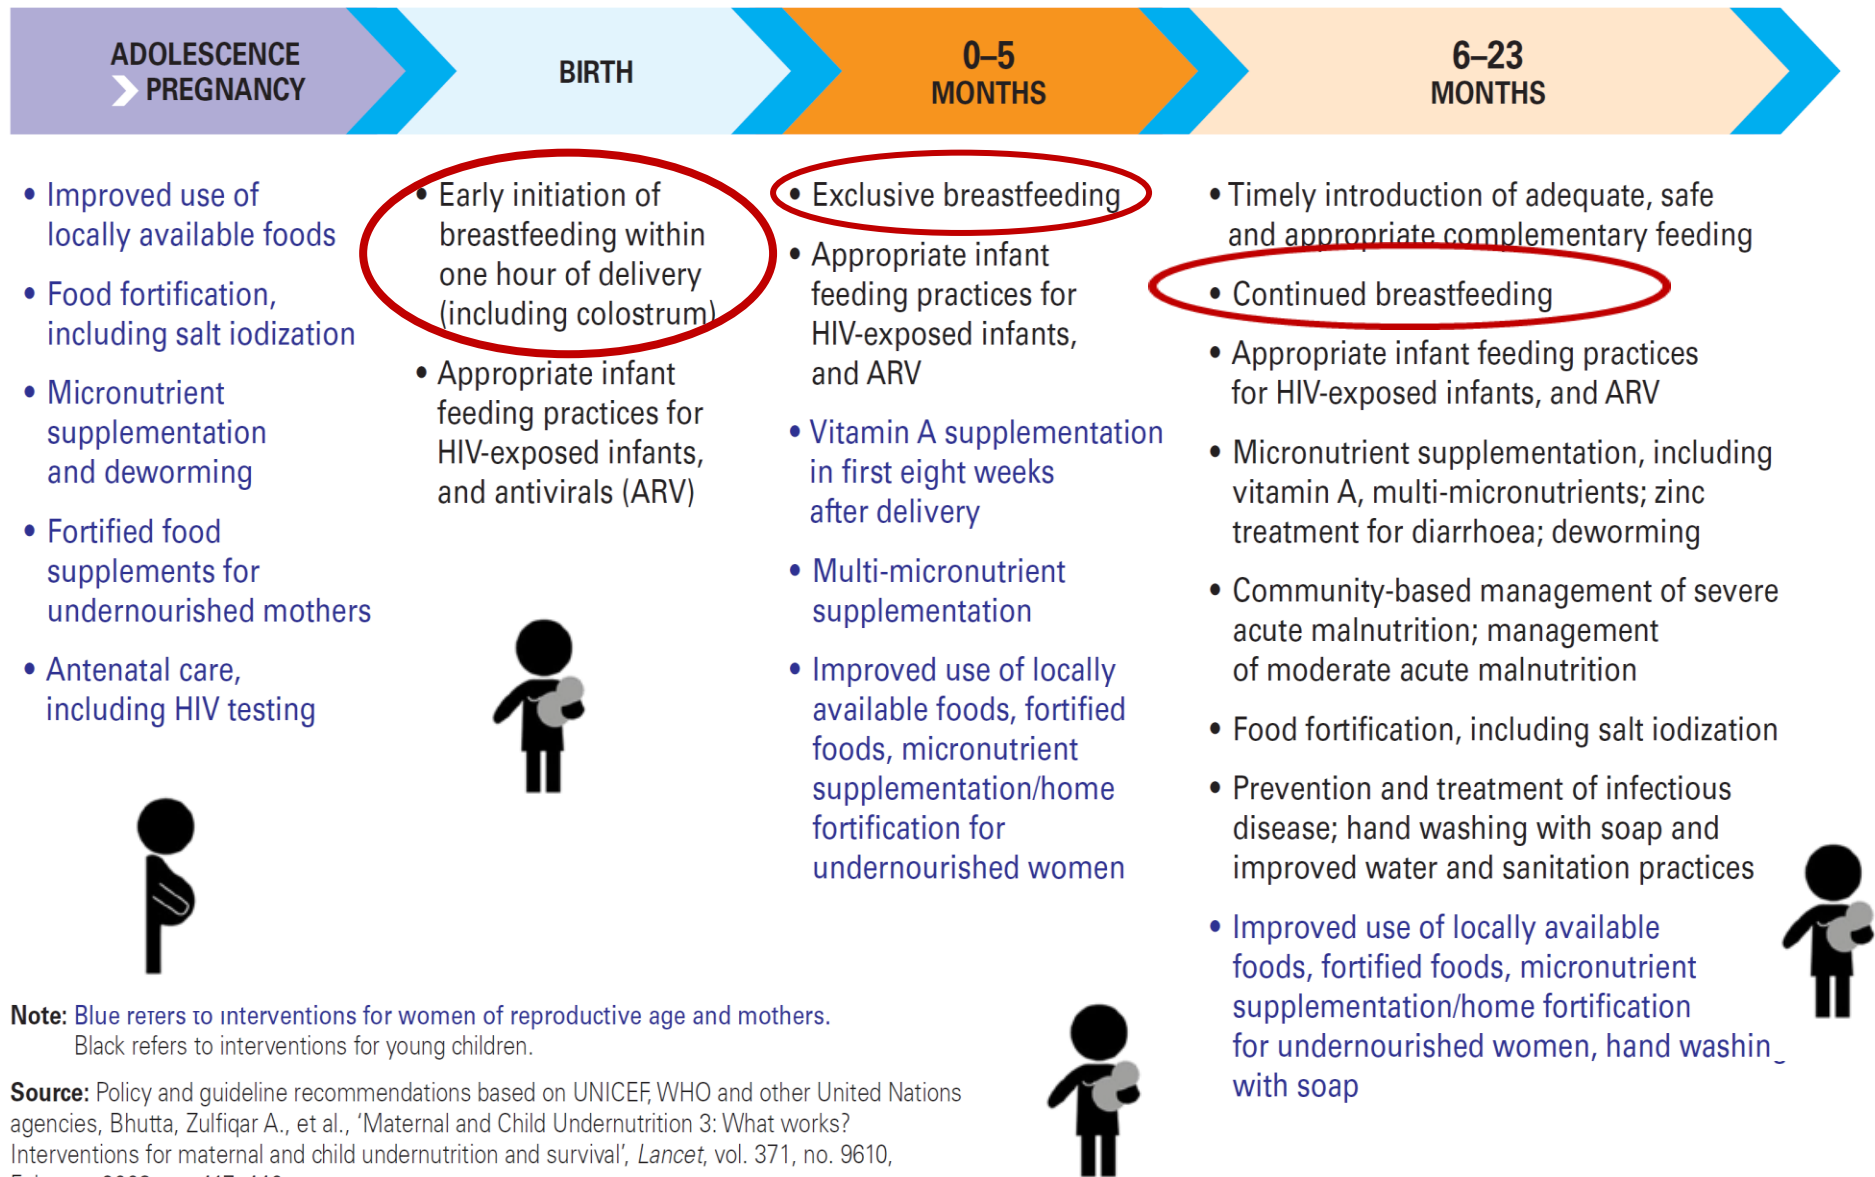 ADOLESCENCE
PREGNANCY
BIRTH
0–5
MONTHS
6–23
MONTHS
• Improved use of
locally available foods
• Food fortification,
including salt iodization
• Micronutrient
supplementation
and deworming
• Fortified food
supplements for
undernourished mothers
• Antenatal care,
including HIV testing
• Early initiation of
breastfeeding within
one hour of delivery
(including colostrum)
• Appropriate infant
feeding practices for
HIV-exposed infants,
and antivirals (ARV)
• Exclusive breastfeeding
• Appropriate infant
feeding practices for
HIV-exposed infants,
and ARV
• Vitamin A supplementation
in first eight weeks
after delivery
• Multi-micronutrient
supplementation
• Improved use of locally
available foods, fortified
foods, micronutrient
supplementation/home
fortification for
undernourished women
• Timely introduction of adequate, safe
and appropriate complementary feeding
• Continued breastfeeding
• Appropriate infant feeding practices
for HIV-exposed infants, and ARV
• Micronutrient supplementation, including
vitamin A, multi-micronutrients; zinc
treatment for diarrhoea; deworming
• Community-based management of severe
acute malnutrition; management
of moderate acute malnutrition
• Food fortification, including salt iodization
• Prevention and treatment of infectious
disease; hand washing with soap and
improved water and sanitation practices
• Improved use of locally available
foods, fortified foods, micronutrient
supplementation/home fortification
for undernourished women, hand washing
with soap
Note: Blue refers to interventions for women of reproductive age and mothers.
Black refers to interventions for young children.
Source: Policy and guideline recommendations based on UNICEF, WHO and other United Nations
agencies, Bhutta, Zulfiqar A., et al., ‘Maternal and Child Undernutrition 3: What works?
Interventions for maternal and child undernutrition and survival’, Lancet, vol. 371, no. 9610,